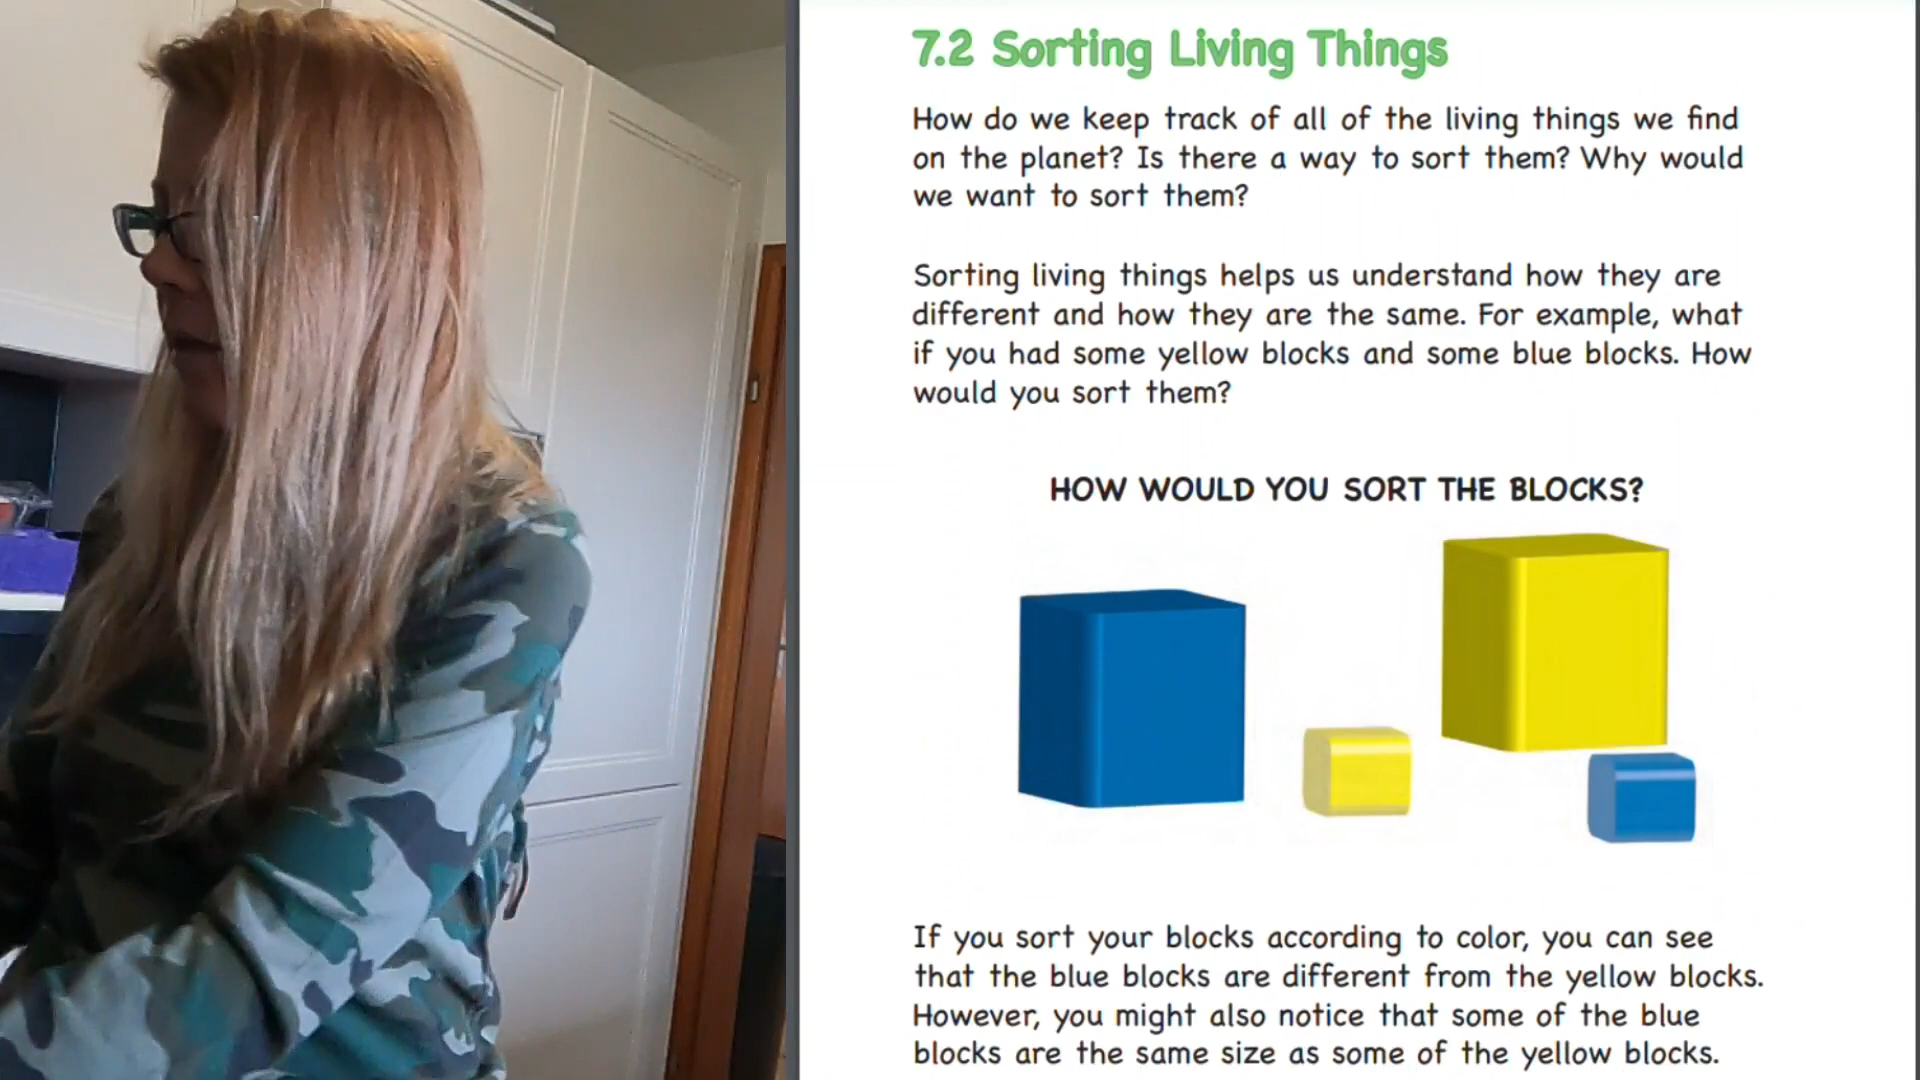 7.2 Sorting Living Things
How do we keep track of all of the living things we find
on the planet? Is there a way to sort them? Why would
we want to sort them?
Sorting living things helps us understand how they are
different and how they are the same. For example, what
if you had some yellow blocks and some blue blocks. How
would you sort them?
HOW WOULD YOU SORT THE BLOCKS?
If you sort your blocks according to color, you can see
that the blue blocks are different from the yellow blocks.
However, you might also notice that some of the blue
blocks are the same size as some of the yellow blocks.